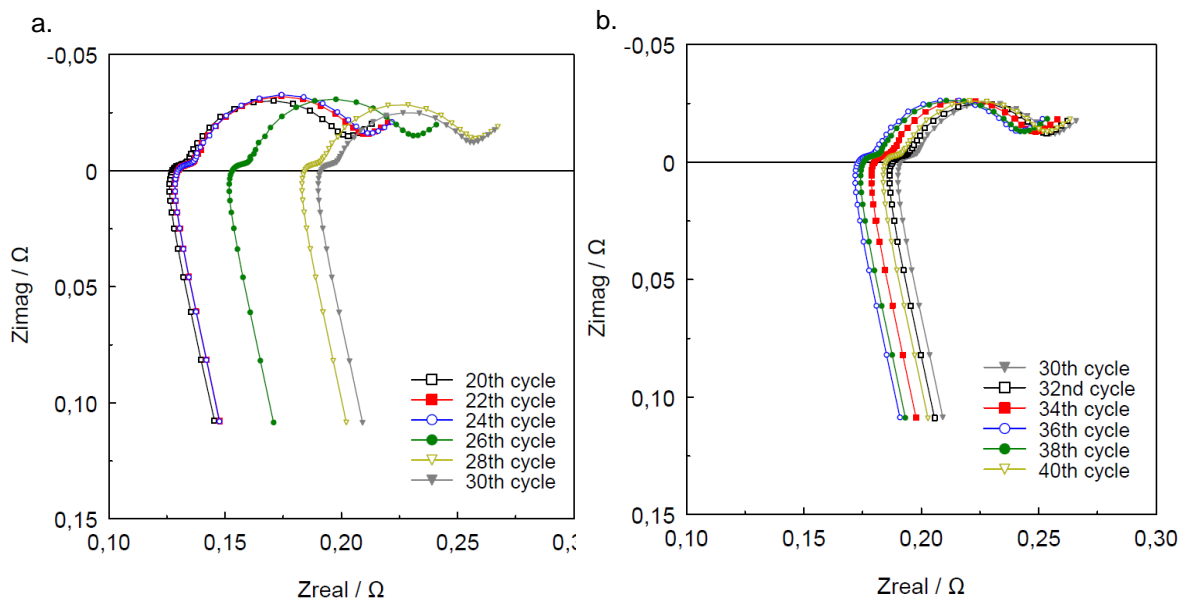 a.
-0,05
0
0,05
0,10
0,15
Zimag / Ω
0,10
0,15
0,20
0,25
Zreal / Ω
20th cycle
22th cycle
24th cycle
26th cycle
28th cycle
30th cycle
b.
-0,05
0
0,05
0,10
0,15
Zimag / Ω
0,10
0,15
0,20
0,25
0,30
Zreal / Ω
30th cycle
32nd cycle
34th cycle
36th cycle
38th cycle
40th cycle